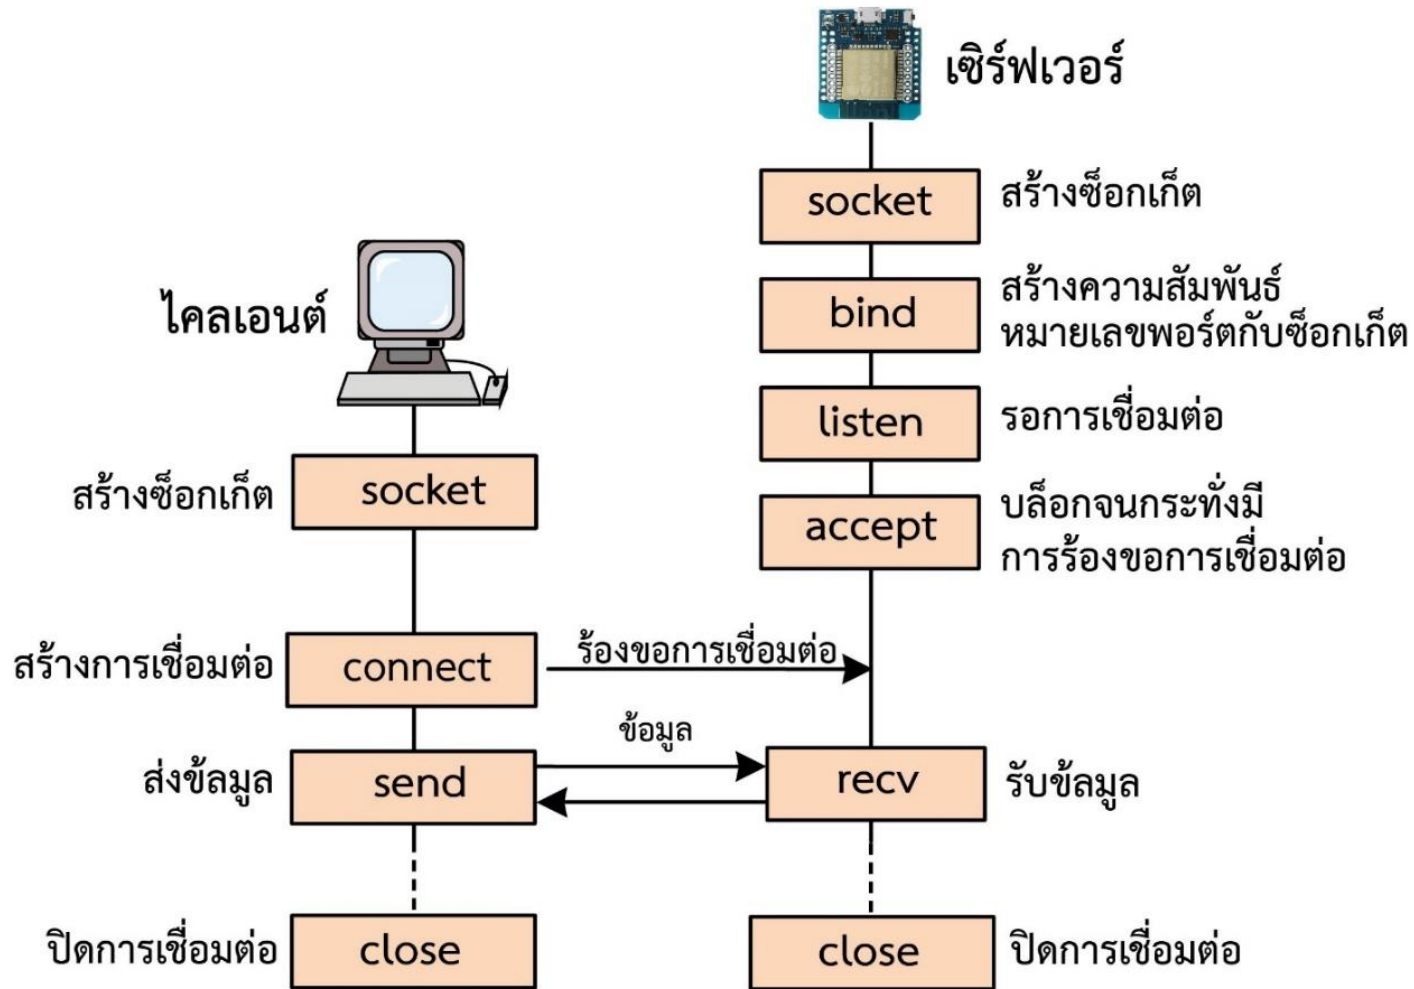 เซิร์ฟเวอร์
socket
สร้างซ็อกเก็ต
bind
สร้างความสัมพันธ์
หมายเลขพอร์ตกับซ็อกเก็ต
listen
รอการเชื่อมต่อ
accept
บล็อกจนกระทั่งมี
การร้องขอการเชื่อมต่อ
ไคลเอนต์
สร้างซ็อกเก็ต
socket
สร้างการเชื่อมต่อ
connect
ร้องขอการเชื่อมต่อ
ส่งข้ลมูล
send
ข้อมูล
recv
รับข้ลมูล
ปิดการเชื่อมต่อ
close
close
ปิดการเชื่อมต่อ